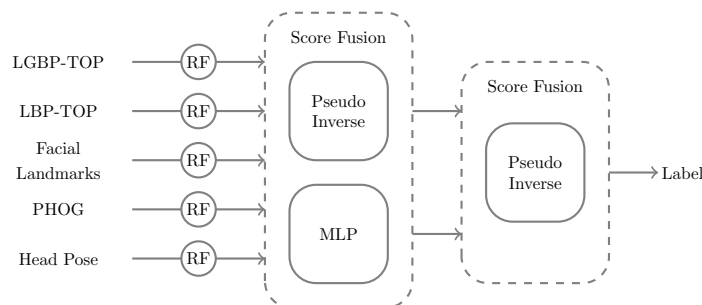 LGBP-TOP
RF
LBP-TOP
RF
Facial
Landmarks
RF
PHOG
RF
Head Pose
RF
Score Fusion
Pseudo
Inverse
MLP
Score Fusion
Pseudo
Inverse
Label